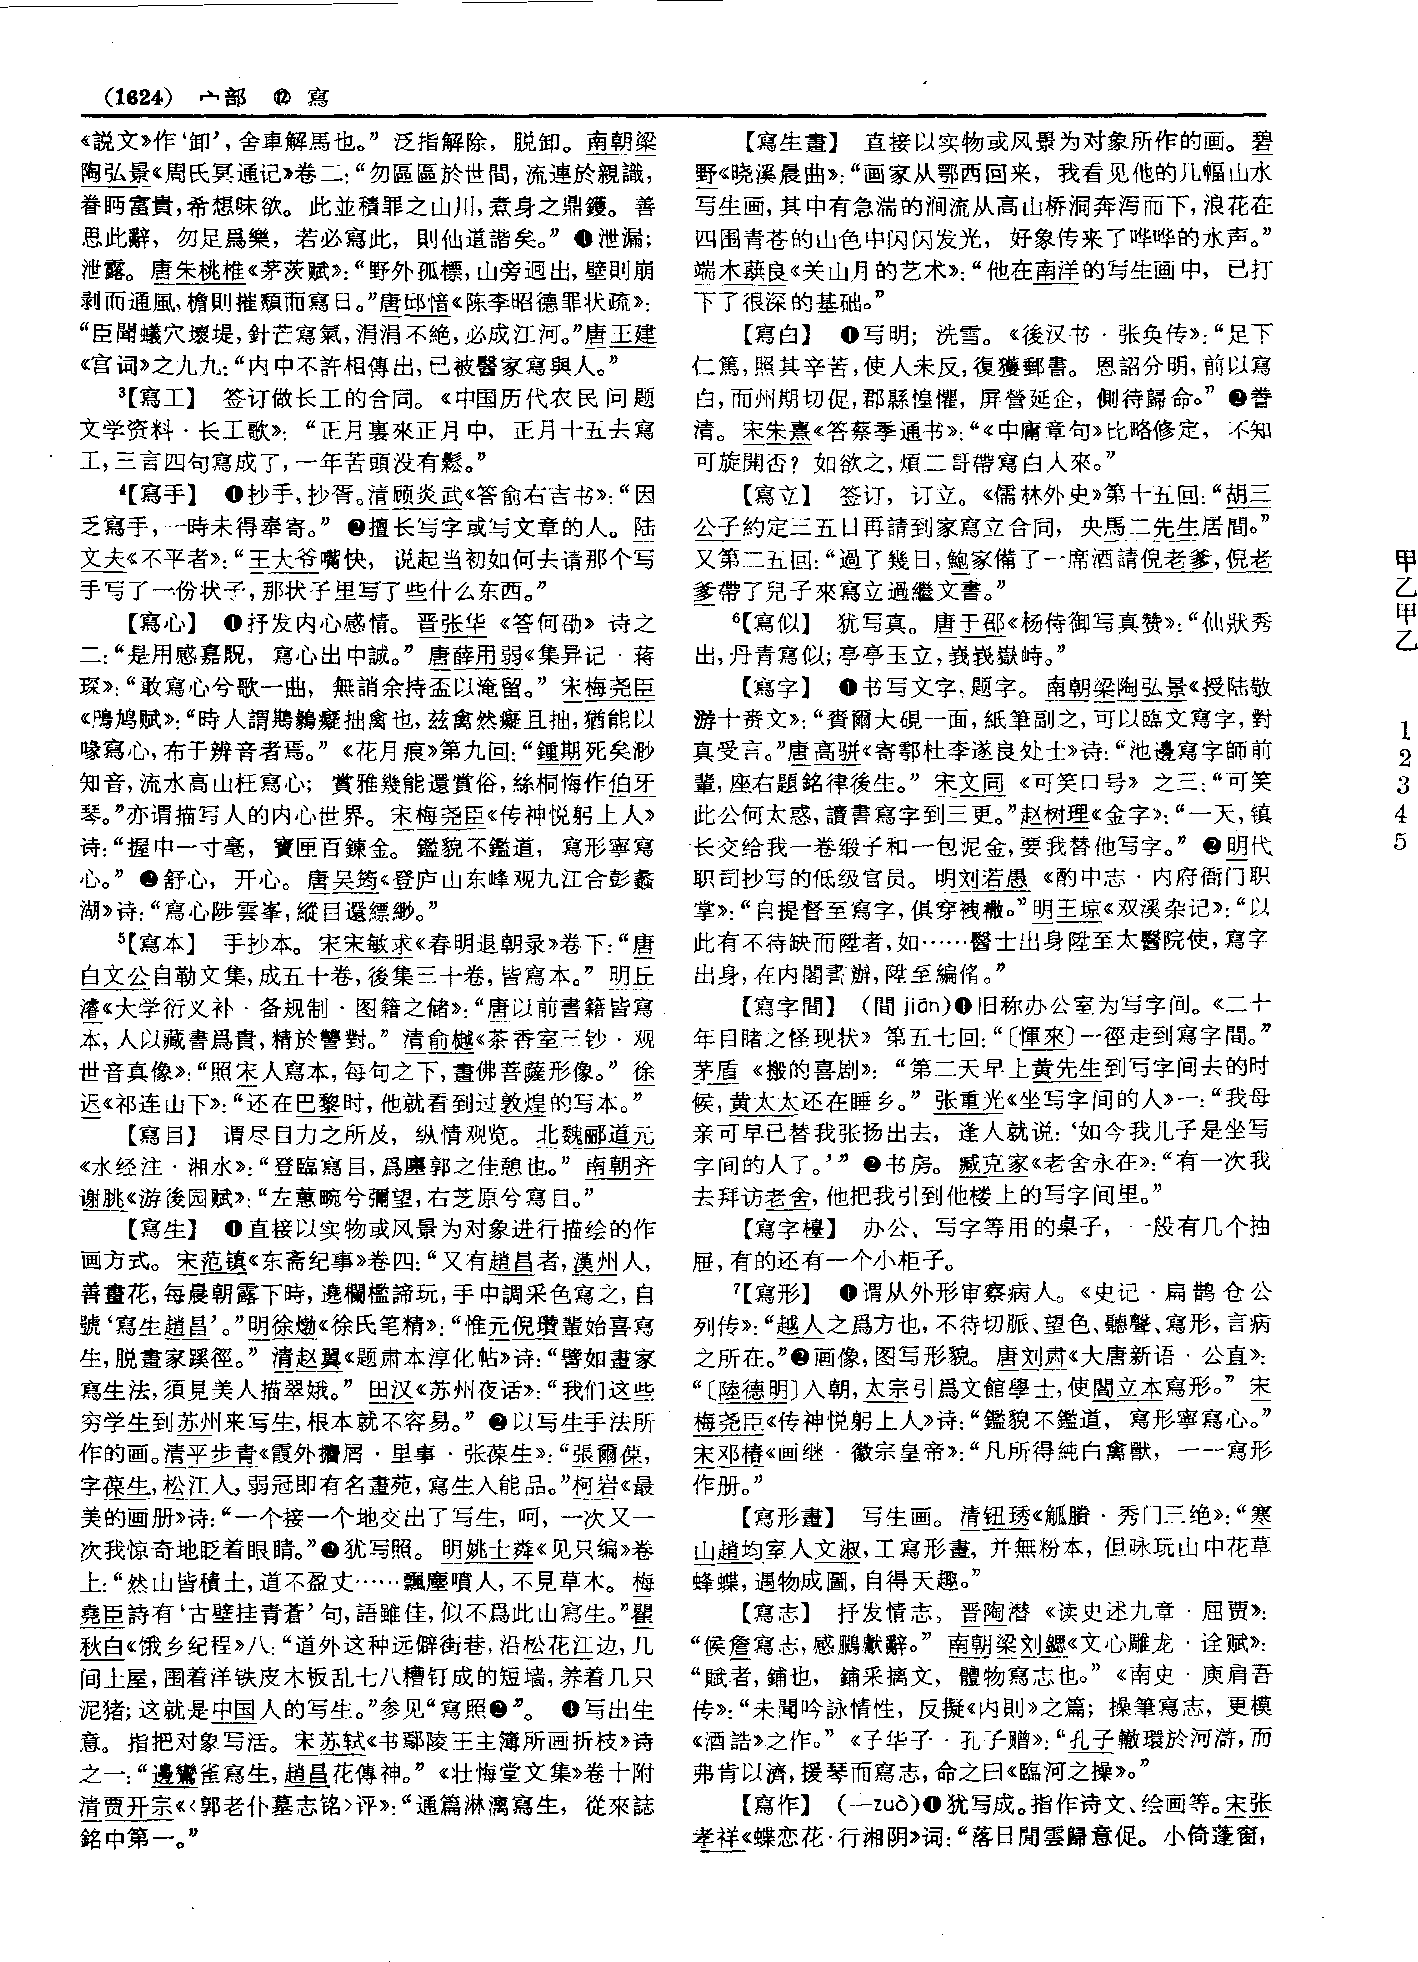 (1624) 宀部 ⑫ 寫
《説文》作‘卸’，舍車解馬也。” 泛指解除，脱卸。南朝梁
陶弘景《周氏冥通记》卷二：“勿區區於世間，流連於親識，
眷眄富貴，希想味欲。此並積罪之山川，煮身之鼎鑊。善
思此辭，勿足爲樂，若必寫此，則仙道諧矣。” ❶泄漏；
泄露。唐朱桃椎《茅茨赋》：“野外孤標，山旁迥出，壁則崩
剥而通風，檐則摧頽而寫日。”唐邱愔《陈李昭德罪状疏》：
“臣聞蟻穴壞堤，針芒寫氣，涓涓不絶，必成江河。”唐王建
《宫词》之九九：“内中不許相傳出，已被醫家寫與人。”
³【寫工】 签订做长工的合同。《中国历代农民问题
文学资料·长工歌》：“正月裏來正月中，正月十五去寫
工，三言四句寫成了，一年苦頭没有鬆。”
⁴【寫手】 ❶抄手，抄胥。清顾炎武《答俞右吉书》：“因
乏寫手，一時未得奉寄。” ❷擅长写字或写文章的人。陆
文夫《不平者》：“王大爷嘴快，说起当初如何去请那个写
手写了一份状子，那状子里写了些什么东西。”
【寫心】 ❶抒发内心感情。晋张华《答何劭》诗之
二：“是用感嘉貺，寫心出中誠。” 唐薛用弱《集异记·蒋
琛》：“敢寫心兮歌一曲，無誚余持盃以淹留。” 宋梅尧臣
《鳲鸠赋》：“時人謂鵝鶨癡拙禽也，兹禽然癡且拙，猶能以
喙寫心，布于辨音者焉。” 《花月痕》第九回：“鍾期死矣渺
知音，流水高山枉寫心；賞雅幾能還賞俗，絲桐悔作伯牙
琴。”亦谓描写人的内心世界。宋梅尧臣《传神悦躬上人》
诗：“握中一寸毫，寶匣百鍊金。鑑貌不鑑道，寫形寧寫
心。” ❷舒心，开心。唐吴筠《登庐山东峰观九江合彭蠡
湖》诗：“寫心陟雲峯，縱目還縹緲。”
⁵【寫本】 手抄本。宋宋敏求《春明退朝录》卷下：“唐
白文公自勒文集，成五十卷，後集三十卷，皆寫本。” 明丘
濬《大学衍义补·备规制·图籍之储》：“唐以前書籍皆寫
本，人以藏書爲貴，精於讐對。” 清俞樾《茶香室三钞·观
世音真像》：“照宋人寫本，每句之下，畫佛菩薩形像。” 徐
迟《祁连山下》：“还在巴黎时，他就看到过敦煌的写本。”
【寫目】 谓尽目力之所及，纵情观览。北魏郦道元
《水经注·湘水》：“登臨寫目，爲廛郭之佳憩也。” 南朝齐
谢朓《游後园赋》：“左蕙畹兮彌望，右芝原兮寫目。”
【寫生】 ❶直接以实物或风景为对象进行描绘的作
画方式。宋范镇《东斋纪事》卷四：“又有趙昌者，漢州人，
善畫花，每晨朝露下時，遶欄檻諦玩，手中調采色寫之，自
號‘寫生趙昌’。”明徐𤊹《徐氏笔精》：“惟元倪瓚輩始喜寫
生，脱畫家蹊徑。” 清赵翼《题肃本淳化帖》诗：“譬如畫家
寫生法，須見美人描翠娥。” 田汉《苏州夜话》：“我们这些
穷学生到苏州来写生，根本就不容易。” ❷以写生手法所
作的画。清平步青《霞外攟屑·里事·张葆生》：“張爾葆，
字葆生，松江人，弱冠即有名畫苑，寫生入能品。”柯岩《最
美的画册》诗：“一个接一个地交出了写生，呵，一次又一
次我惊奇地眨着眼睛。”❸犹写照。明姚士粦《见只编》卷
上：“然山皆積土，道不盈丈……飄塵噴人，不見草木。梅
堯臣詩有‘古壁挂青蒼’句，語雖佳，似不爲此山寫生。”瞿
秋白《饿乡纪程》八：“道外这种远僻街巷，沿松花江边，几
间土屋，围着洋铁皮木板乱七八糟钉成的短墙，养着几只
泥猪；这就是中国人的写生。”参见“寫照❷”。 ❹写出生
意。指把对象写活。宋苏轼《书鄢陵王主簿所画折枝》诗
之一：“邊鸞雀寫生，趙昌花傳神。” 《壮悔堂文集》卷十附
清贾开宗《〈郭老仆墓志铭〉评》：“通篇淋漓寫生，從來誌
銘中第一。”
【寫生畫】 直接以实物或风景为对象所作的画。碧
野《晓溪晨曲》：“画家从鄂西回来，我看见他的几幅山水
写生画，其中有急湍的涧流从高山桥洞奔泻而下，浪花在
四围青苍的山色中闪闪发光，好象传来了哗哗的水声。”
端木蕻良《关山月的艺术》：“他在南洋的写生画中，已打
下了很深的基础。”
【寫白】 ❶写明；洗雪。《後汉书·张奂传》：“足下
仁篤，照其辛苦，使人未反，復獲郵書。恩詔分明，前以寫
白，而州期切促，郡縣惶懼，屏營延企，側待歸命。” ❷誊
清。宋朱熹《答蔡季通书》：“《中庸章句》比略修定，不知
可旋開否？如欲之，煩二哥帶寫白人來。”
【寫立】 签订，订立。《儒林外史》第十五回：“胡三
公子約定三五日再請到家寫立合同，央馬二先生居間。”
又第二五回：“過了幾日，鮑家備了一席酒請倪老爹，倪老
爹帶了兒子來寫立過繼文書。”
⁶【寫似】 犹写真。唐于邵《杨侍御写真赞》：“仙狀秀
出，丹青寫似；亭亭玉立，峩峩嶽峙。”
【寫字】 ❶书写文字；题字。南朝梁陶弘景《授陆敬
游十赉文》：“賚爾大硯一面，紙筆副之，可以臨文寫字，對
真受言。”唐高骈《寄鄠杜李遂良处士》诗：“池邊寫字師前
輩，座右題銘律後生。” 宋文同《可笑口号》之三：“可笑
此公何太惑，讀書寫字到三更。”赵树理《金字》：“一天，镇
长交给我一卷缎子和一包泥金，要我替他写字。” ❷明代
职司抄写的低级官员。明刘若愚《酌中志·内府衙门职
掌》：“自提督至寫字，俱穿𧞤𧝞。”明王琼《双溪杂记》：“以
此有不待缺而陞者，如……醫士出身陞至太醫院使，寫字
出身，在内閣書辦，陞至編脩。”
【寫字間】 (間 jiān)❶旧称办公室为写字间。《二十
年目睹之怪现状》第五七回：“〔惲來〕一徑走到寫字間。”
茅盾《搬的喜剧》：“第二天早上黄先生到写字间去的时
候，黄太太还在睡乡。” 张重光《坐写字间的人》一：“我母
亲可早已替我张扬出去，逢人就说：‘如今我儿子是坐写
字间的人了。’” ❷书房。臧克家《老舍永在》：“有一次我
去拜访老舍，他把我引到他楼上的写字间里。”
【寫字檯】 办公、写字等用的桌子，一般有几个抽
屉，有的还有一个小柜子。
⁷【寫形】 ❶谓从外形审察病人。《史记·扁鹊仓公
列传》：“越人之爲方也，不待切脈、望色、聽聲、寫形，言病
之所在。”❷画像，图写形貌。唐刘肃《大唐新语·公直》：
“〔陸德明〕入朝，太宗引爲文館學士，使閻立本寫形。” 宋
梅尧臣《传神悦躬上人》诗：“鑑貌不鑑道，寫形寧寫心。”
宋邓椿《画继·徽宗皇帝》：“凡所得純白禽獸，一一寫形
作册。”
【寫形畫】 写生画。清钮琇《觚賸·秀门三绝》：“寒
山趙均室人文淑，工寫形畫，并無粉本，但咏玩山中花草
蜂蝶，遇物成圖，自得天趣。”
【寫志】 抒发情志。晋陶潜《读史述九章·屈贾》：
“候詹寫志，感鵩獻辭。” 南朝梁刘勰《文心雕龙·诠赋》：
“賦者，鋪也，鋪采摛文，體物寫志也。” 《南史·庾肩吾
传》：“未聞吟詠情性，反擬《内則》之篇；操筆寫志，更模
《酒誥》之作。” 《子华子·孔子赠》：“孔子轍環於河滸，而
弗肯以濟，援琴而寫志，命之曰《臨河之操》。”
【寫作】 (—zuò)❶犹写成。指作诗文、绘画等。宋张
孝祥《蝶恋花·行湘阴》词：“落日閒雲歸意促。小倚蓬窗，
甲乙甲乙 12345